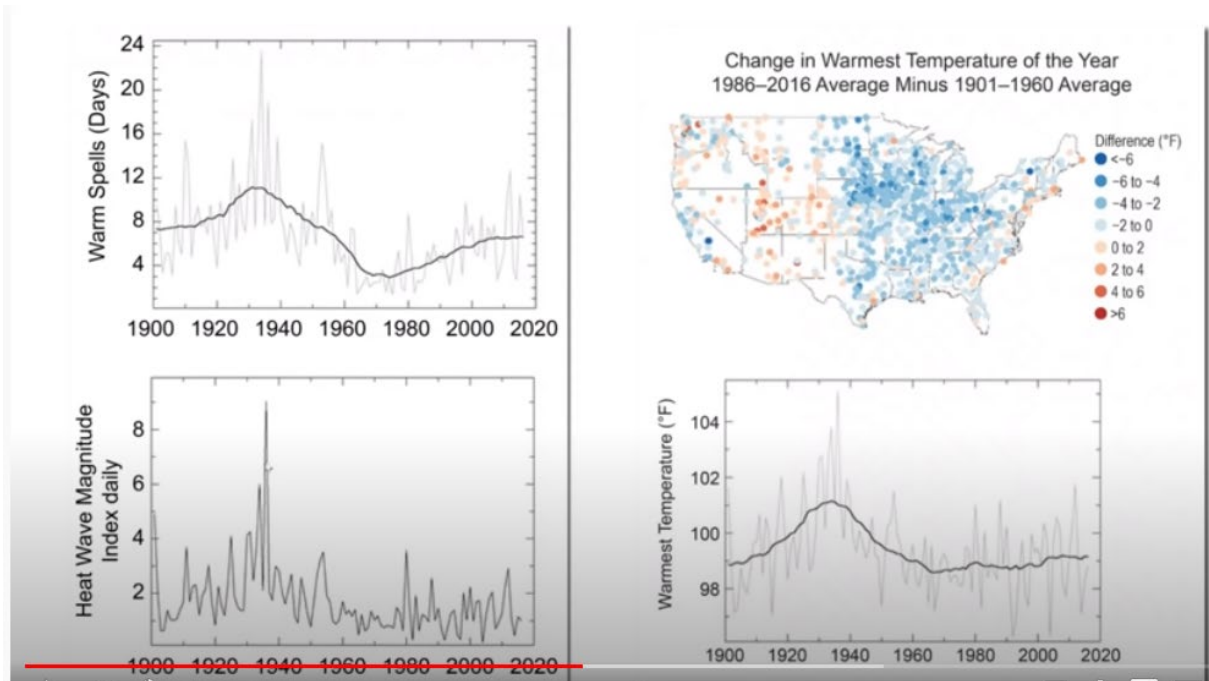 24
20
16
12
8
4
Warm Spells (Days)
1900 1920 1940 1960 1980 2000 2020
Change in Warmest Temperature of the Year
1986–2016 Average Minus 1901–1960 Average
Difference (°F)
<-6
-6 to -4
-4 to -2
-2 to 0
0 to 2
2 to 4
4 to 6
>6
8
6
4
2
Heat Wave Magnitude
Index daily
1900 1920 1940 1960 1980 2000 2020
104
102
100
98
Warmest Temperature (°F)
1900 1920 1940 1960 1980 2000 2020